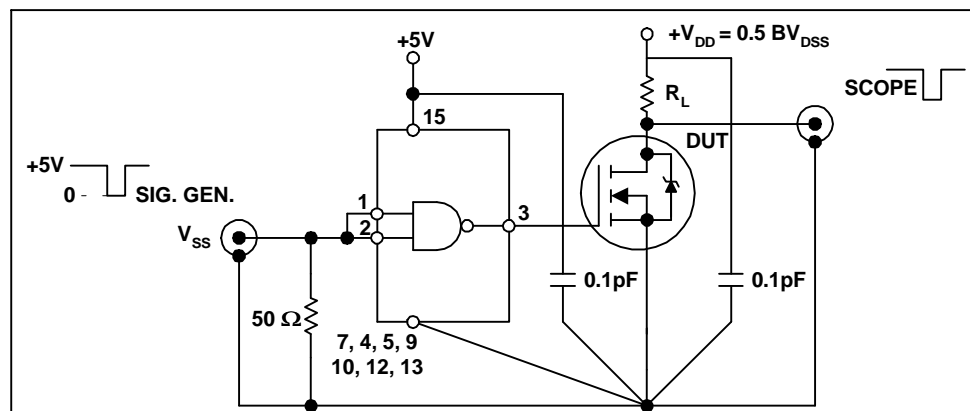 +5V
+V_DD = 0.5 BV_DSS
SCOPE
R_L
15
DUT
+5V
0 - - SIG. GEN.
1
3
V_SS
2
0.1pF
0.1pF
50 Ω
7, 4, 5, 9
10, 12, 13